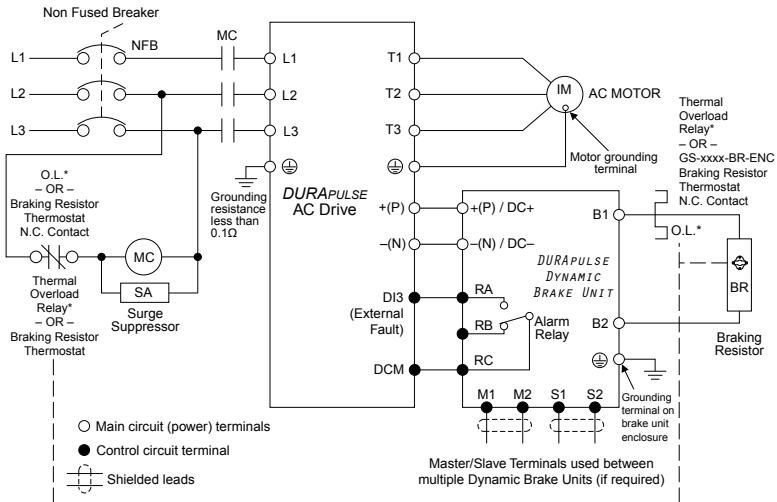 Non Fused Breaker
NFB
MC
L1
L2
L3
L1
L2
L3
Grounding
resistance
less than
0.1Ω
O.L.*
– OR –
Braking Resistor
Thermostat
N.C. Contact
MC
SA
Surge
Suppressor
Thermal
Overload
Relay*
– OR –
Braking Resistor
Thermostat
DURAPULSE
AC Drive
T1
T2
T3
+(P)
–(N)
DI3
(External
Fault)
DCM
IM
AC MOTOR
Motor grounding
terminal
+(P) / DC+
–(N) / DC–
DURAPULSE
DYNAMIC
BRAKE UNIT
RA
RB
RC
Alarm
Relay
B1
B2
M1
M2
S1
S2
Thermal
Overload
Relay*
– OR –
GS-xxxx-BR-ENC
Braking Resistor
Thermostat
N.C. Contact
O.L.*
BR
Braking
Resistor
Grounding
terminal on
brake unit
enclosure
Master/Slave Terminals used between
multiple Dynamic Brake Units (if required)
Main circuit (power) terminals
Control circuit terminal
Shielded leads